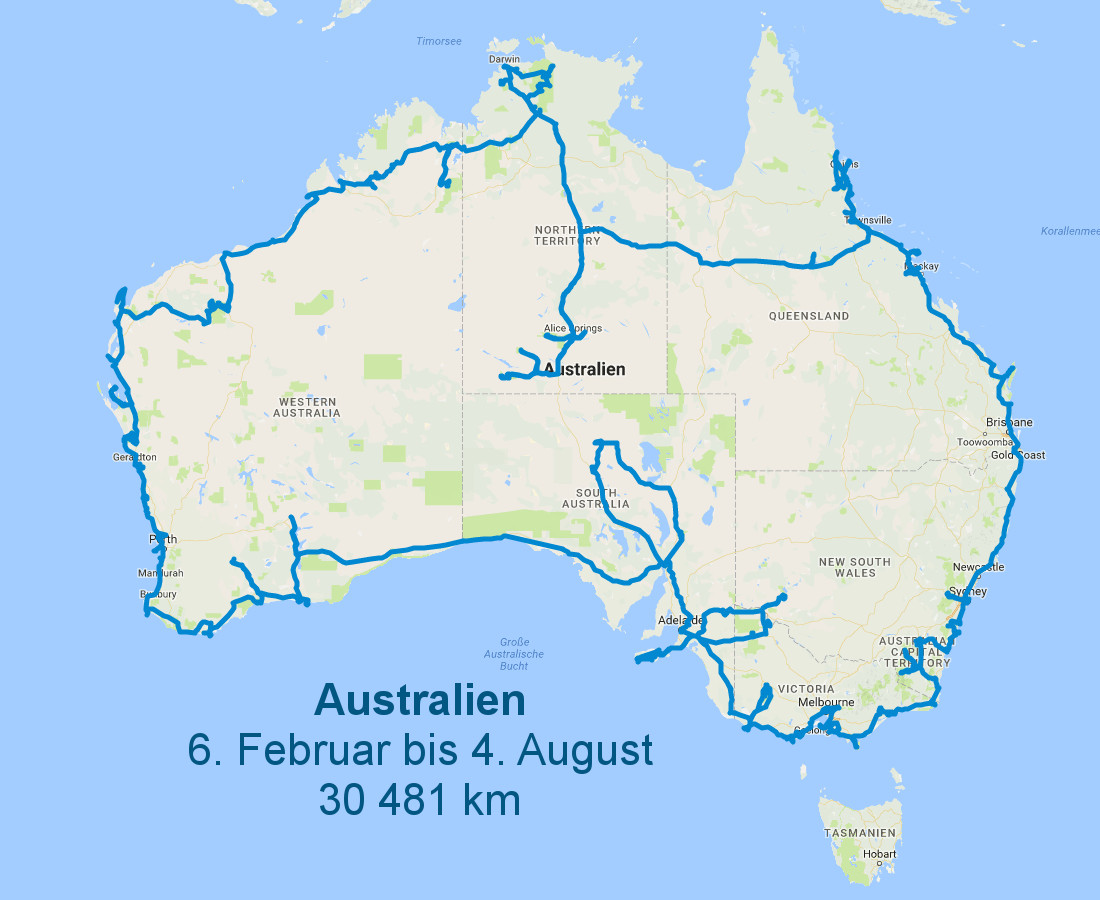 Timorsee
Darwin
Cairns
Townsville
Korallenmee
NORTHERN
TERRITORY
Mackay
QUEENSLAND
Alice Springs
Australien
WESTERN
AUSTRALIA
Brisbane
Toowoomba
Gold Coast
Geraldton
SOUTH
AUSTRALIA
Perth
NEW SOUTH
WALES
Mandurah
Newcastle
Bunbury
Sydney
Adelaide
Große
Australische
Bucht
AUSTRALIAN
CAPITAL
TERRITORY
VICTORIA
Melbourne
Geelong
Australien
6. Februar bis 4. August
30 481 km
TASMANIEN
Hobart